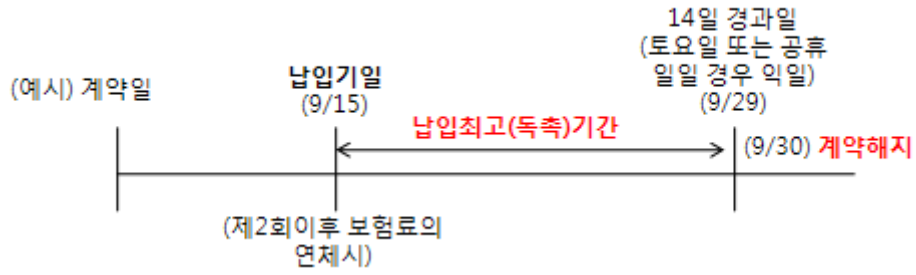 (예시) 계약일
납입기일
(9/15)
14일 경과일
(토요일 또는 공휴
일일 경우 익일)
(9/29)
납입최고(독촉)기간
(9/30) 계약해지
(제2회이후 보험료의
연체시)